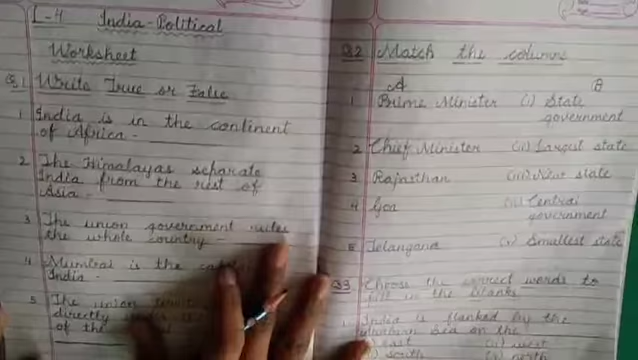 L-4 India-Political
Worksheet
Q.1 Write True or False
1 India is in the continent
of Africa -
2 The Himalayas separate
India from the rest of
Asia -
3 The union government rules
the whole country -
4 Mumbai is the
India -
5 The union
directly
of the
Q2 Match the columns
A B
1 Prime Minister (i) State
government
2 Chief Minister (ii) Largest state
3 Rajasthan (iii) New state
4 Goa (iv) Central
government
5 Telangana (v) Smallest state
Q3 Choose the correct words to
fill in the blanks
1 India is flanked by the
Arabian Sea on the
east (ii) west
south north